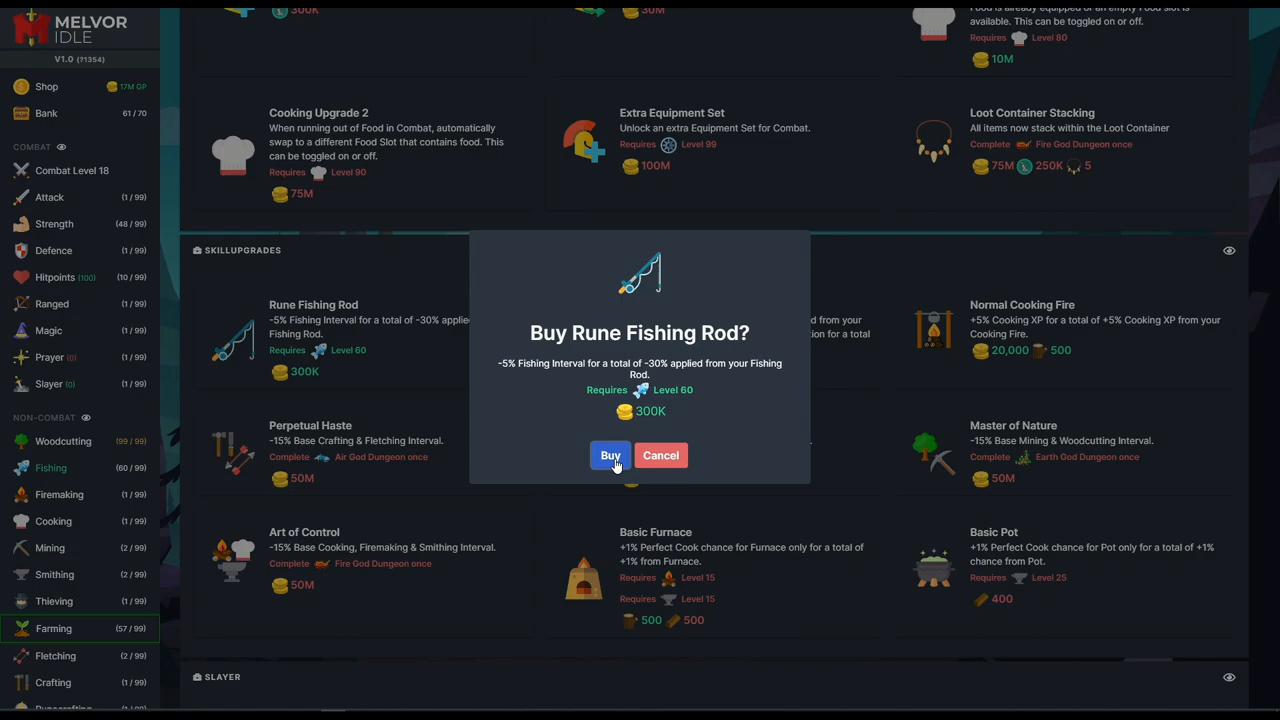 MELVOR
IDLE
V1.0 (?1354)
Shop
17M GP
Bank
61 / 70
COMBAT
Combat Level 18
Attack
(1 / 99)
Strength
(48 / 99)
Defence
(1 / 99)
Hitpoints (100)
(10 / 99)
Ranged
(1 / 99)
Magic
(1 / 99)
Prayer (0)
(1 / 99)
Slayer (0)
(1 / 99)
NON-COMBAT
Woodcutting
(99 / 99)
Fishing
(60 / 99)
Firemaking
(1 / 99)
Cooking
(1 / 99)
Mining
(2 / 99)
Smithing
(2 / 99)
Thieving
(1 / 99)
Farming
(57 / 99)
Fletching
(2 / 99)
Crafting
(1 / 99)
300K
30M
Food is already equipped or an empty Food slot is
available. This can be toggled on or off.
Requires Level 80
10M
Cooking Upgrade 2
When running out of Food in Combat, automatically
swap to a different Food Slot that contains food. This
can be toggled on or off.
Requires Level 90
75M
Extra Equipment Set
Unlock an extra Equipment Set for Combat.
Requires Level 99
100M
Loot Container Stacking
All items now stack within the Loot Container
Complete Fire God Dungeon once
75M 250K 5
SKILLUPGRADES
Rune Fishing Rod
-5% Fishing Interval for a total of -30% applie
Fishing Rod.
Requires Level 60
300K
d from your
ion for a total
Normal Cooking Fire
+5% Cooking XP for a total of +5% Cooking XP from your
Cooking Fire.
20,000 500
Buy Rune Fishing Rod?
-5% Fishing Interval for a total of -30% applied from your Fishing
Rod.
Requires Level 60
300K
Buy
Cancel
Perpetual Haste
-15% Base Crafting & Fletching Interval.
Complete Air God Dungeon once
50M
Master of Nature
-15% Base Mining & Woodcutting Interval.
Complete Earth God Dungeon once
50M
Art of Control
-15% Base Cooking, Firemaking & Smithing Interval.
Complete Fire God Dungeon once
50M
Basic Furnace
+1% Perfect Cook chance for Furnace only for a total of
+1% from Furnace.
Requires Level 15
Requires Level 15
500 500
Basic Pot
+1% Perfect Cook chance for Pot only for a total of +1%
chance from Pot.
Requires Level 25
400
SLAYER